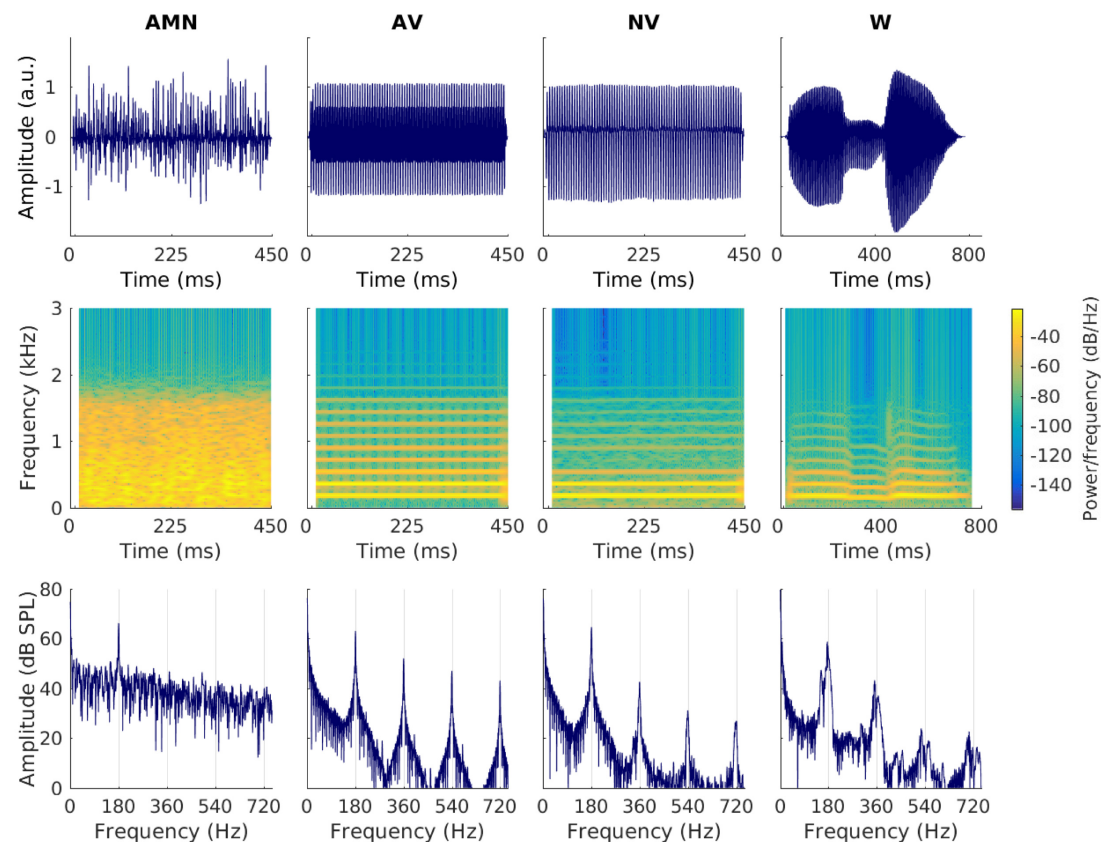 AMN AV NV W
Amplitude (a.u.)
1
0
-1
0 225 450 0 225 450 0 225 450 0 400 800
Time (ms) Time (ms) Time (ms) Time (ms)
Frequency (kHz)
3
2
1
0
0 225 450 0 225 450 0 225 450 0 400 800
Time (ms) Time (ms) Time (ms) Time (ms)
-40
-60
-80
-100
-120
-140
Power/frequency (dB/Hz)
Amplitude (dB SPL)
80
60
40
20
0
0 180 360 540 720 0 180 360 540 720 0 180 360 540 720 0 180 360 540 720
Frequency (Hz) Frequency (Hz) Frequency (Hz) Frequency (Hz)